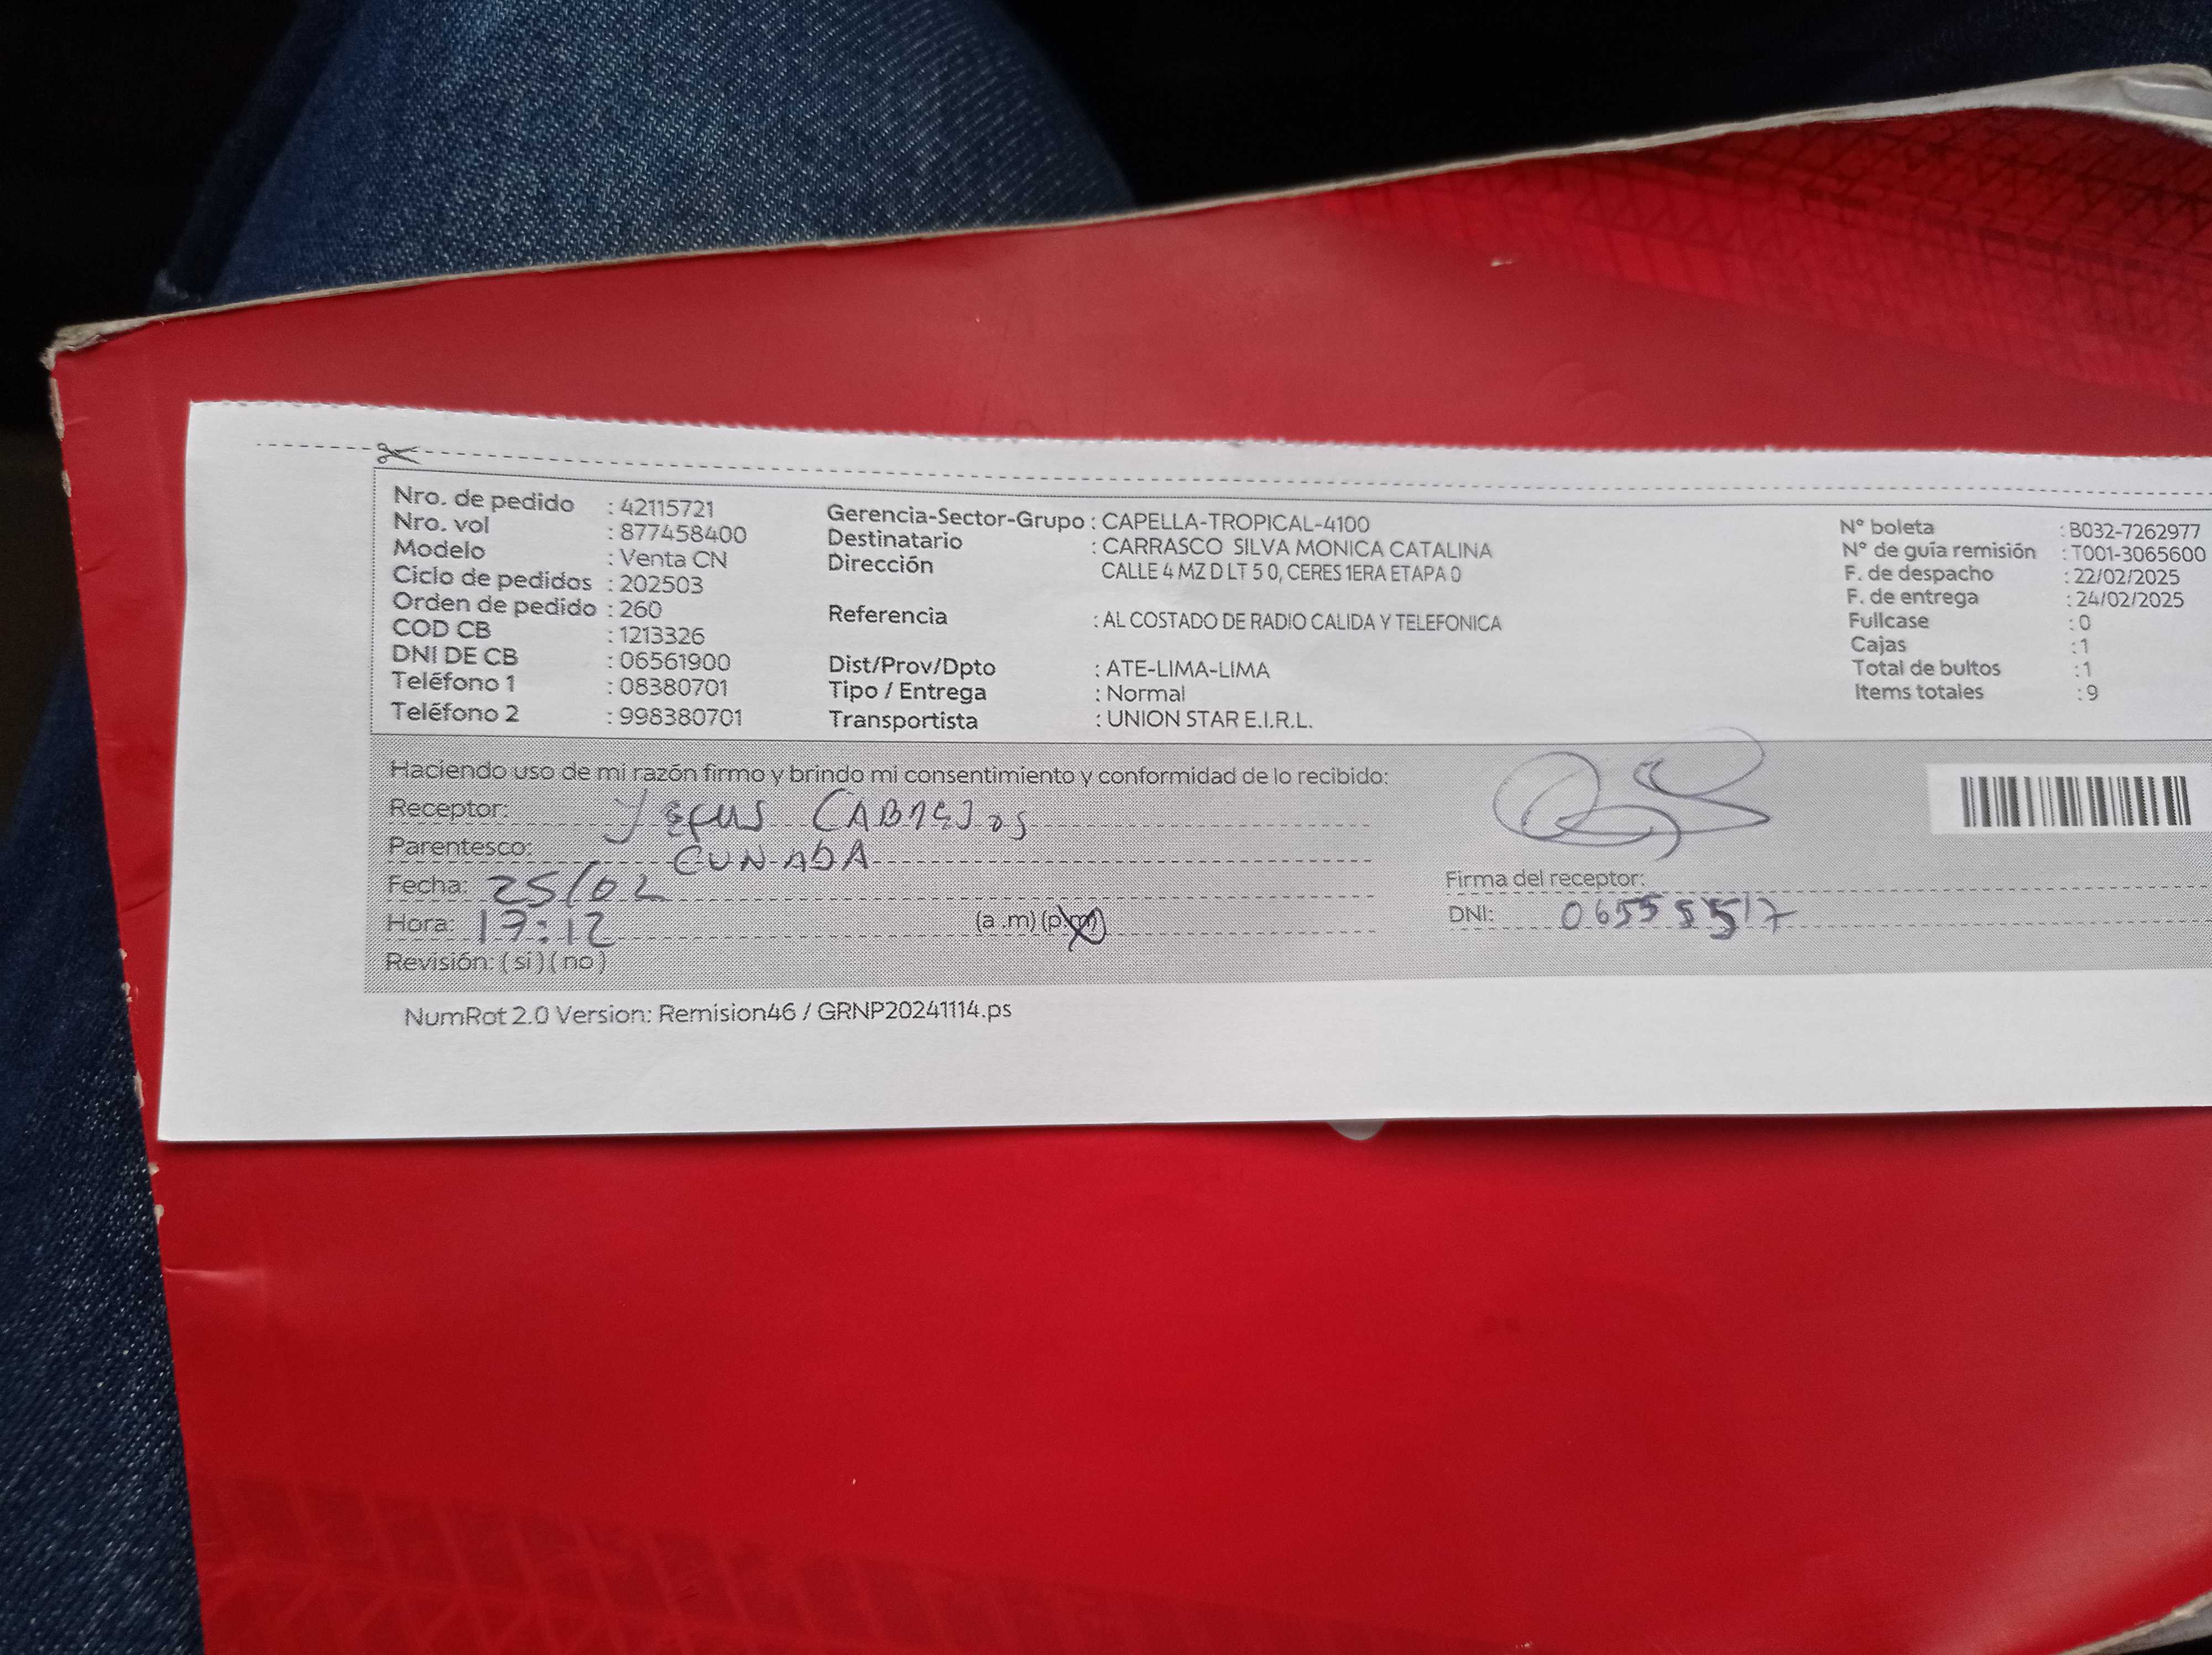 Nro. de pedido : 42115721
Nro. vol : 877458400
Modelo : Venta CN
Ciclo de pedidos : 202503
Orden de pedido : 260
COD CB : 1213326
DNI DE CB : 06561900
Teléfono 1 : 08380701
Teléfono 2 : 998380701
Gerencia-Sector-Grupo : CAPELLA-TROPICAL-4100
Destinatario : CARRASCO SILVA MONICA CATALINA
Dirección CALLE 4 MZ D LT 5 0, CERES 1ERA ETAPA 0
Referencia : AL COSTADO DE RADIO CALIDA Y TELEFONICA
Dist/Prov/Dpto : ATE-LIMA-LIMA
Tipo / Entrega : Normal
Transportista : UNION STAR E.I.R.L.
N° boleta : B032-7262977
N° de guía remisión : T001-3065600
F. de despacho : 22/02/2025
F. de entrega : 24/02/2025
Fullcase : 0
Cajas : 1
Total de bultos : 1
Items totales : 9
Haciendo uso de mi razón firmo y brindo mi consentimiento y conformidad de lo recibido:
Receptor:
Parentesco: CUNADA
Fecha: 25/02
Hora: 17:12 (a .m) (p.m)
Revisión: ( si ) ( no )
Firma del receptor:
DNI:
NumRot 2.0 Version: Remision46 / GRNP20241114.ps